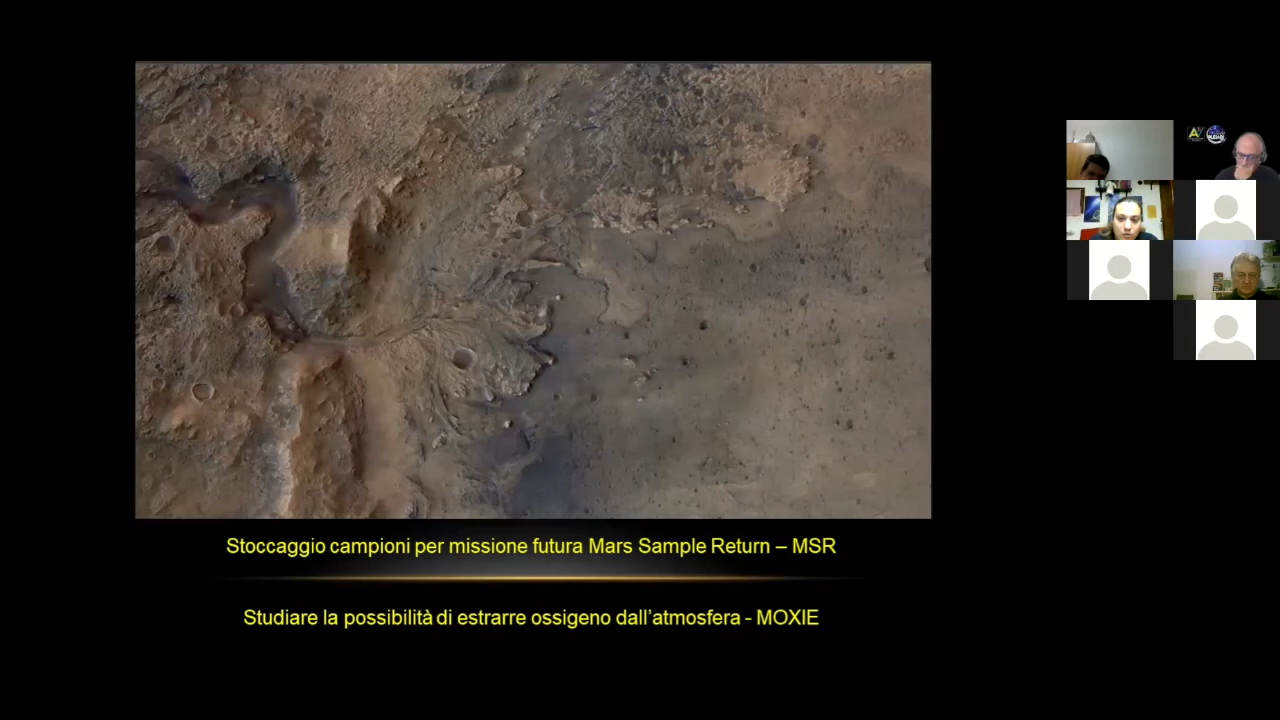 Stoccaggio campioni per missione futura Mars Sample Return – MSR
Studiare la possibilità di estrarre ossigeno dall'atmosfera - MOXIE